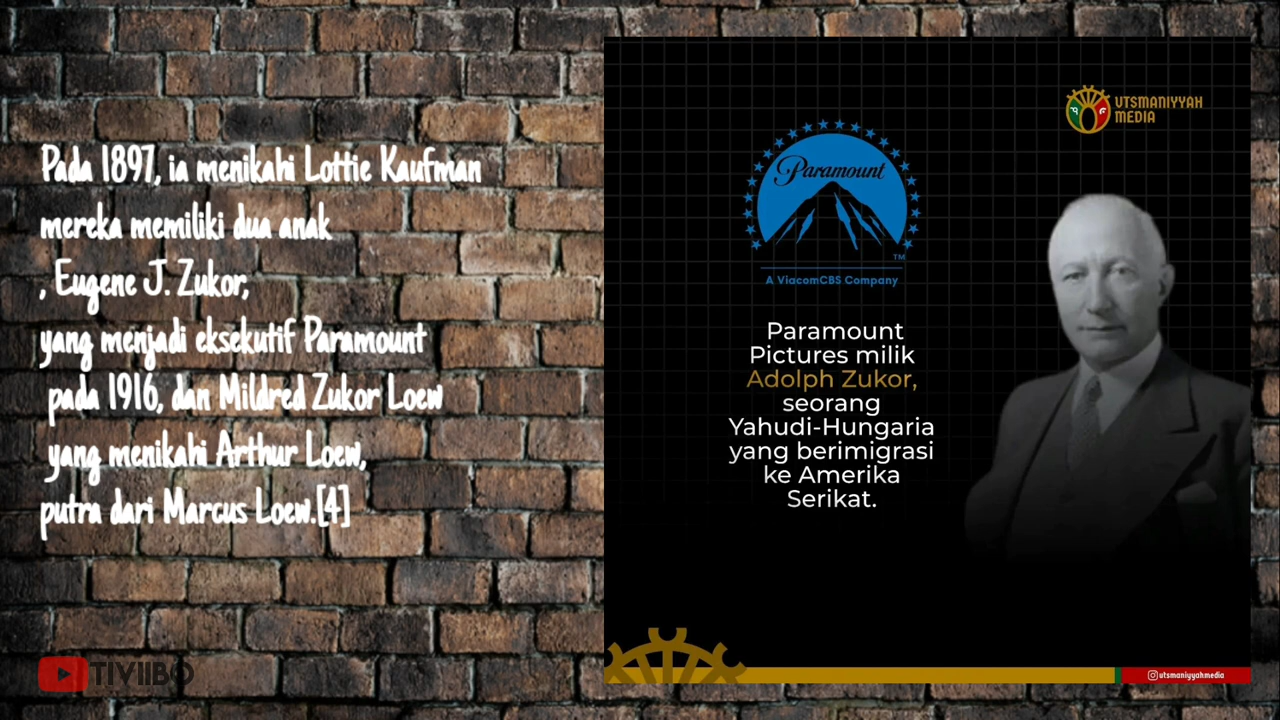 Pada 1897, ia menikahi Lottie Kaufman
mereka memiliki dua anak
, Eugene J. Zukor,
yang menjadi eksekutif Paramount
pada 1916, dan Mildred Zukor Loew
yang menikahi Arthur Loew,
putra dari Marcus Loew.[4]
TIVIIBO
UTSMANIYYAH
MEDIA
Paramount
TM
A ViacomCBS Company
Paramount
Pictures milik
Adolph Zukor,
seorang
Yahudi-Hungaria
yang berimigrasi
ke Amerika
Serikat.
utsmaniyyahmedia